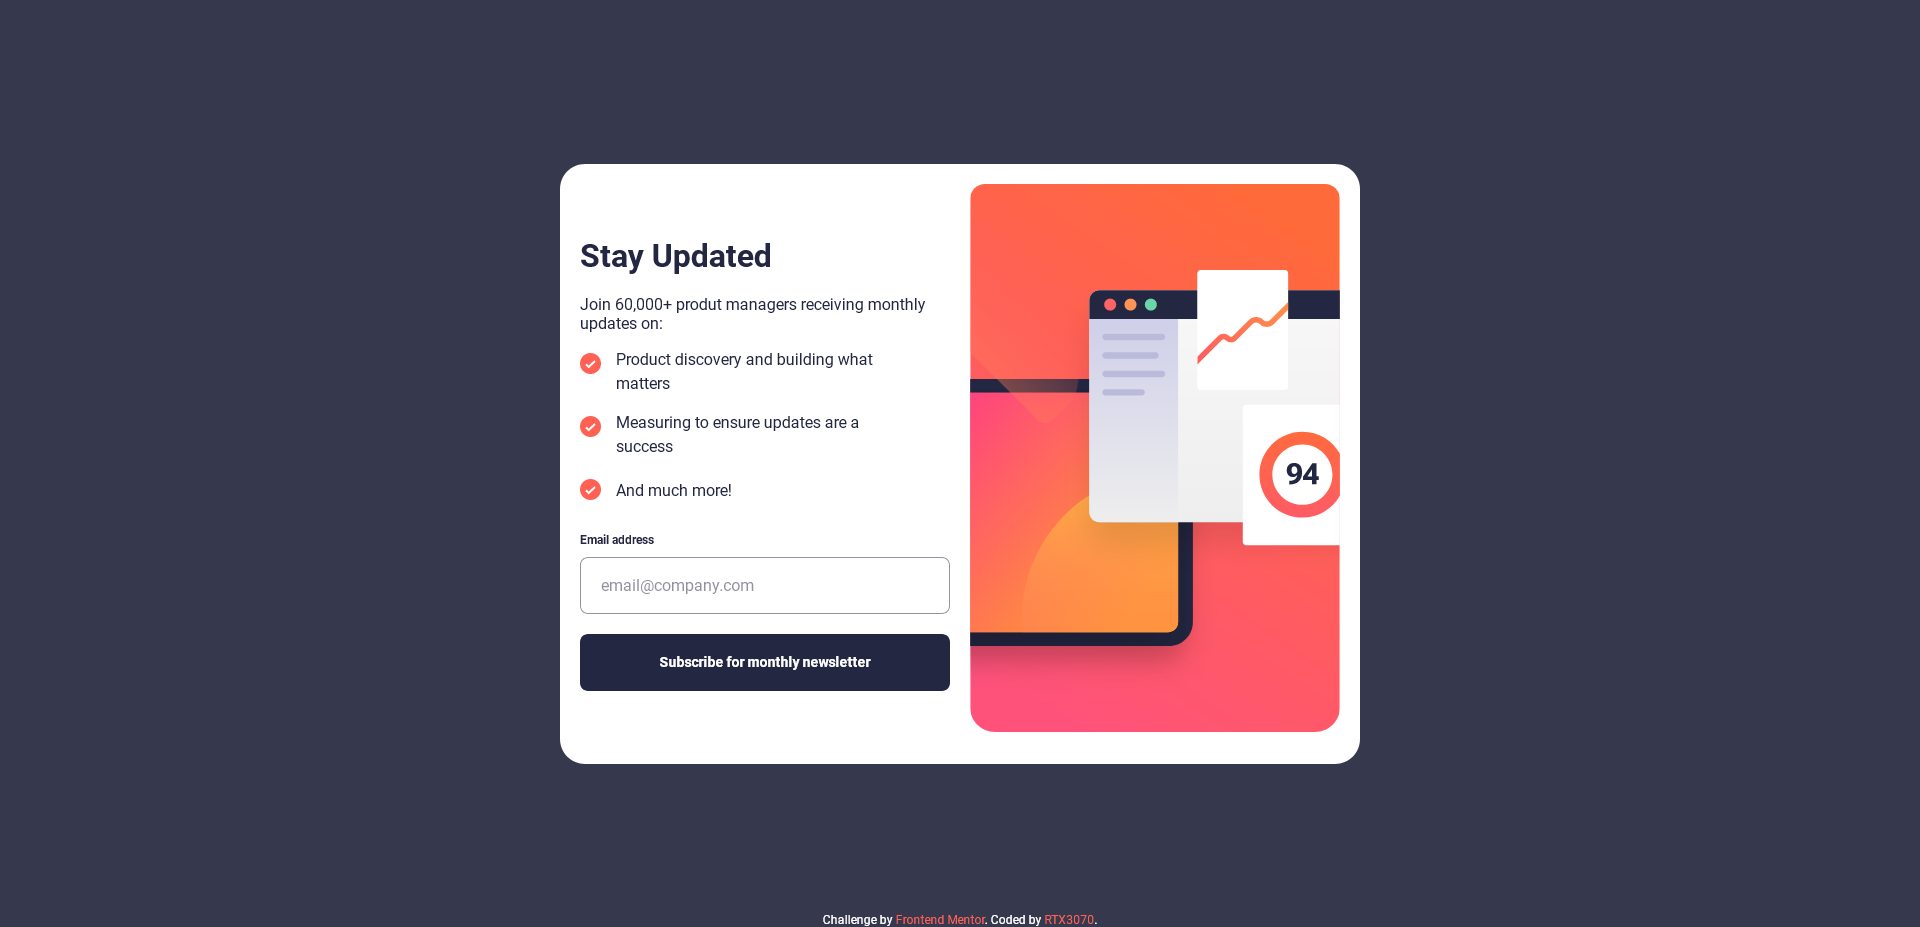 Stay Updated
Join 60,000+ produt managers receiving monthly
updates on:
Product discovery and building what
matters
Measuring to ensure updates are a
success
And much more!
Email address
email@company.com
Subscribe for monthly newsletter
94
Challenge by Frontend Mentor. Coded by RTX3070.